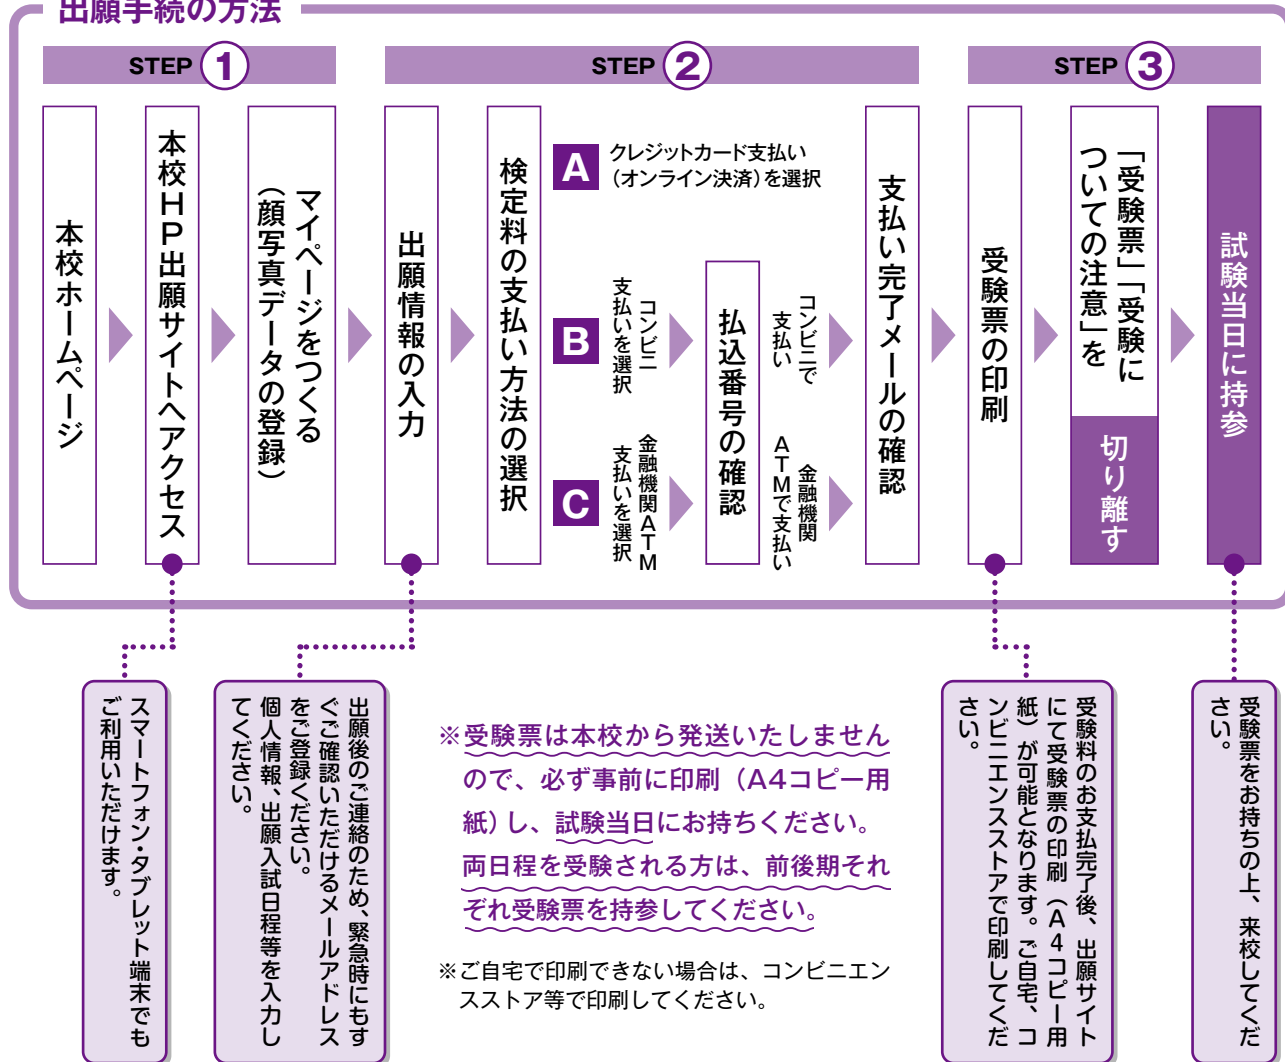 出願手続の方法
STEP 1
本校ホームページ
本校HP出願サイトへアクセス
マイページをつくる
（顔写真データの登録）
STEP 2
出願情報の入力
検定料の支払い方法の選択
A
クレジットカード支払い
（オンライン決済）を選択
B
コンビニ
支払いを選択
C
金融機関ATM
支払いを選択
払込番号の確認
コンビニで
支払い
金融機関
ATMで支払い
支払い完了メールの確認
STEP 3
受験票の印刷
「受験票」「受験に
ついての注意」を
切り離す
試験当日に持参
スマートフォン・タブレット端末でも
ご利用いただけます。
出願後のご連絡のため、緊急時にもす
ぐご確認いただけるメールアドレス
をご登録ください。
個人情報、出願入試日程等を入力し
てください。
※受験票は本校から発送いたしません
ので、必ず事前に印刷（A4コピー用
紙）し、試験当日にお持ちください。
両日程を受験される方は、前後期それ
ぞれ受験票を持参してください。
※ご自宅で印刷できない場合は、コンビニエン
スストア等で印刷してください。
受験料のお支払完了後、出願サイト
にて受験票の印刷（A4コピー用
紙）が可能となります。ご自宅、コ
ンビニエンスストアで印刷してくだ
さい。
受験票をお持ちの上、来校してくだ
さい。